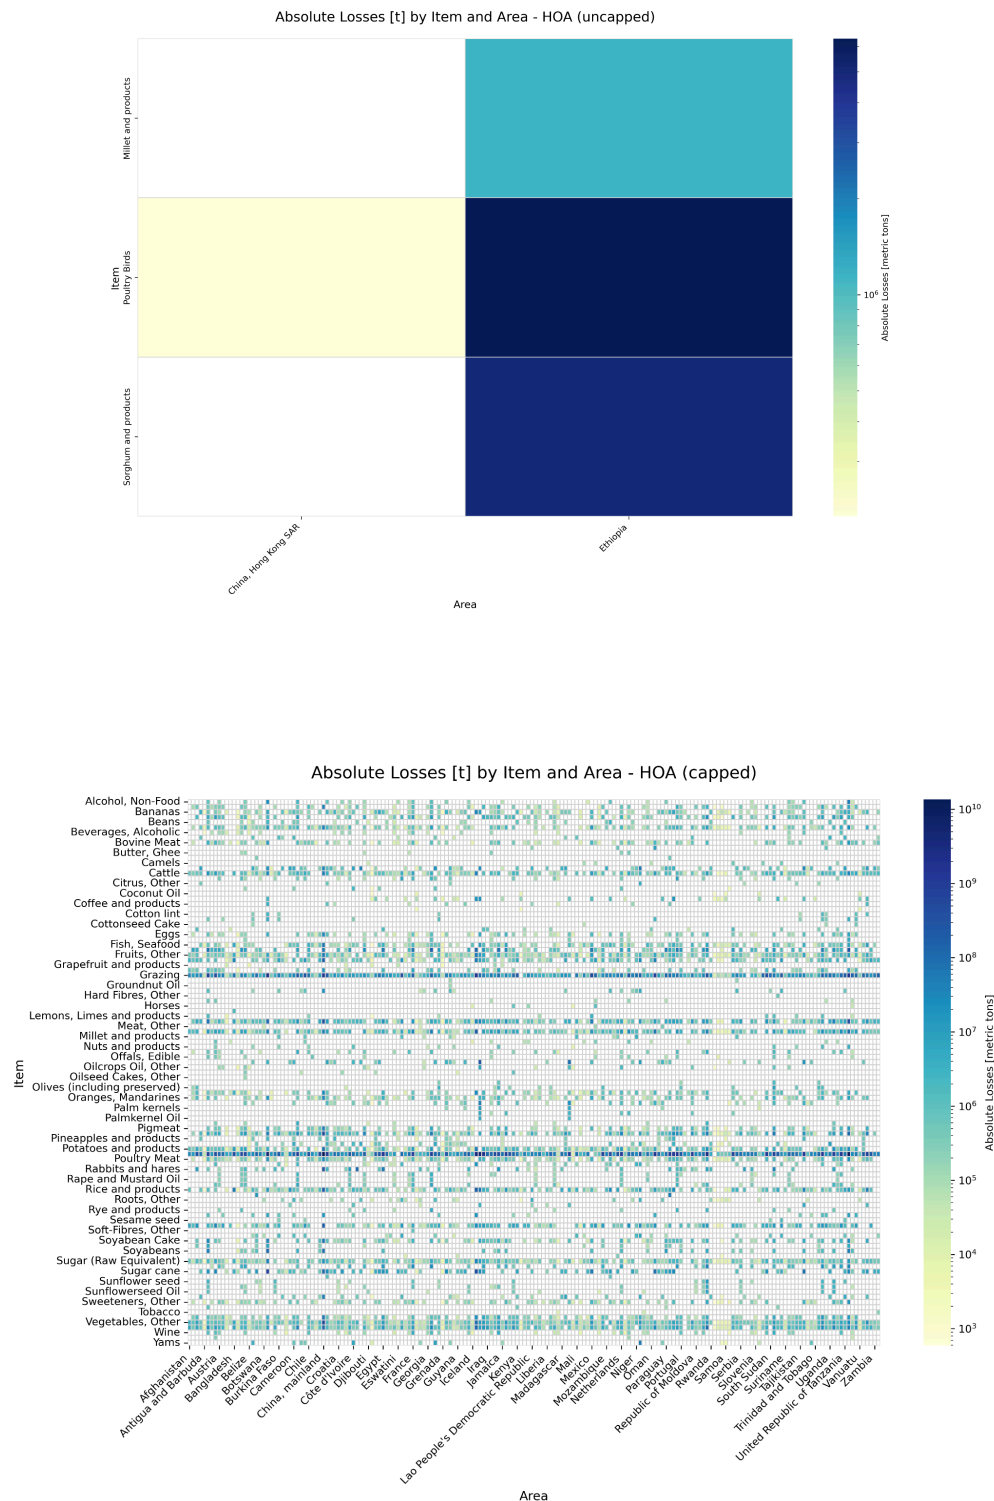 Absolute Losses [t] by Item and Area - HOA (uncapped)
Millet and products
Poultry Birds
Sorghum and products
Item
China, Hong Kong SAR
Ethiopia
Area
10⁶
Absolute Losses [metric tons]
Absolute Losses [t] by Item and Area - HOA (capped)
Alcohol, Non-Food
Bananas
Beans
Beverages, Alcoholic
Bovine Meat
Butter, Ghee
Camels
Cattle
Citrus, Other
Coconut Oil
Coffee and products
Cotton lint
Cottonseed Cake
Eggs
Fish, Seafood
Fruits, Other
Grapefruit and products
Grazing
Groundnut Oil
Hard Fibres, Other
Horses
Lemons, Limes and products
Meat, Other
Millet and products
Nuts and products
Offals, Edible
Oilcrops Oil, Other
Oilseed Cakes, Other
Olives (including preserved)
Oranges, Mandarines
Palm kernels
Palmkernel Oil
Pigmeat
Pineapples and products
Potatoes and products
Poultry Meat
Rabbits and hares
Rape and Mustard Oil
Rice and products
Roots, Other
Rye and products
Sesame seed
Soft-Fibres, Other
Soyabean Cake
Soyabeans
Sugar (Raw Equivalent)
Sugar cane
Sunflower seed
Sunflowerseed Oil
Sweeteners, Other
Tobacco
Vegetables, Other
Wine
Yams
Item
Afghanistan
Antigua and Barbuda
Austria
Bangladesh
Belize
Botswana
Burkina Faso
Cameroon
Chile
China, mainland
Croatia
Côte d'Ivoire
Djibouti
Egypt
Eswatini
France
Georgia
Grenada
Guyana
Iceland
Iraq
Jamaica
Kenya
Lao People's Democratic Republic
Liberia
Madagascar
Mali
Mexico
Mozambique
Netherlands
Niger
Oman
Paraguay
Portugal
Republic of Moldova
Rwanda
Samoa
Serbia
Slovenia
South Sudan
Suriname
Tajikistan
Trinidad and Tobago
Uganda
United Republic of Tanzania
Vanuatu
Zambia
Area
10¹⁰
10⁹
10⁸
10⁷
10⁶
10⁵
10⁴
10³
Absolute Losses [metric tons]